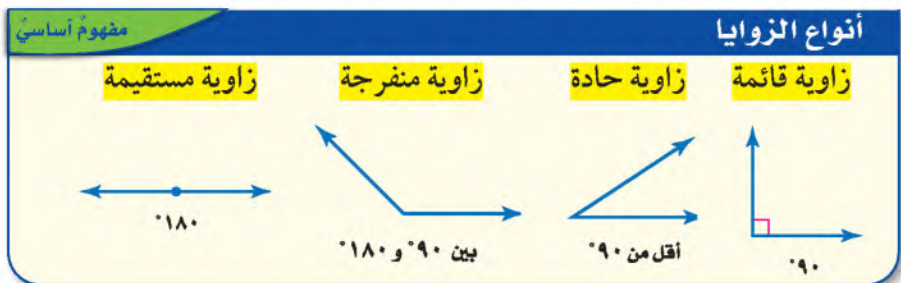 أنواع الزوايا
مفهومٌ أساسيٌ
زاوية قائمة
زاوية حادة
زاوية منفرجة
زاوية مستقيمة
٩٠°
أقل من ٩٠°
بين ٩٠° و ١٨٠°
١٨٠°